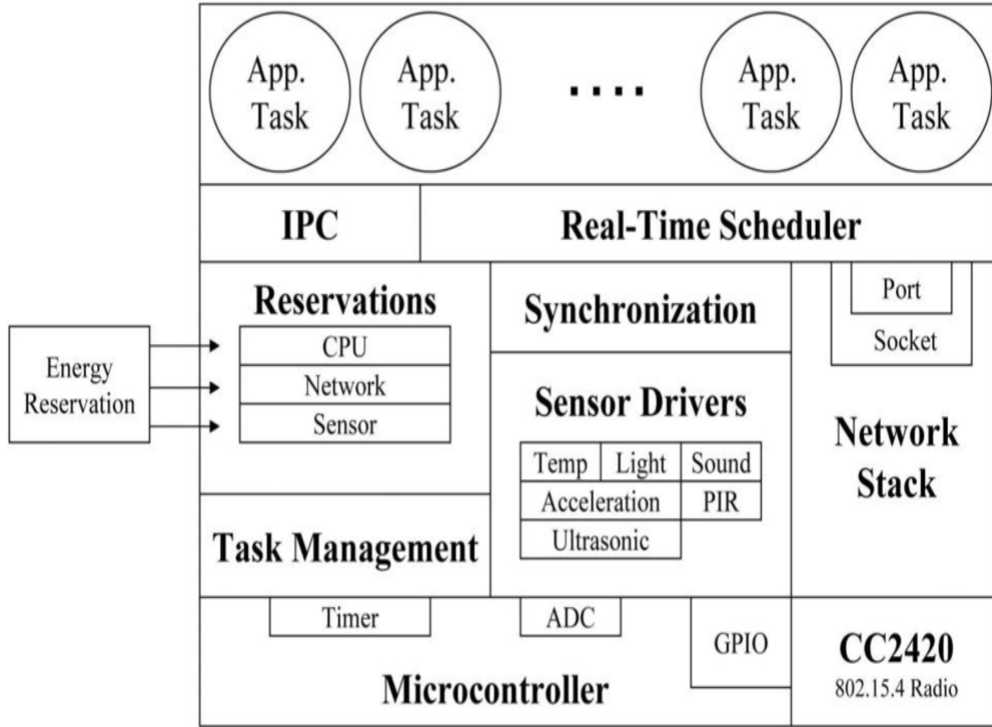 App.
Task
App.
Task
....
App.
Task
App.
Task
IPC
Real-Time Scheduler
Reservations
CPU
Network
Sensor
Energy
Reservation
Synchronization
Port
Socket
Sensor Drivers
Temp
Light
Sound
Acceleration
PIR
Ultrasonic
Network
Stack
Task Management
Timer
ADC
GPIO
Microcontroller
CC2420
802.15.4 Radio